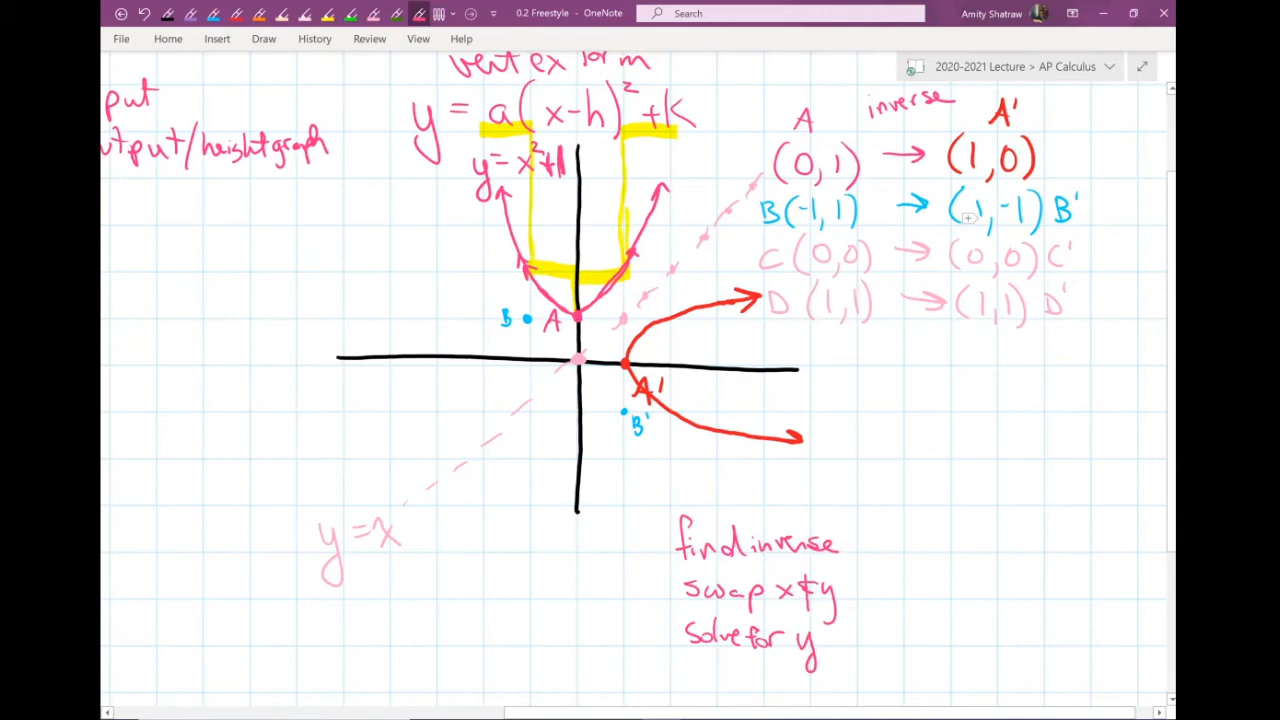 0.2 Freestyle - OneNote
Search
Amity Shatraw
File Home Insert Draw History Review View Help
2020-2021 Lecture > AP Calculus
vertex form
y = a(x-h)² + k
put
utput/height graph
y = x² + 1
A inverse A'
(0, 1) → (1, 0)
B(-1, 1) → (1, -1) B'
C (0, 0) → (0, 0) C'
D (1, 1) → (1, 1) D'
B A
A'
B'
y = x
find inverse
swap x & y
solve for y